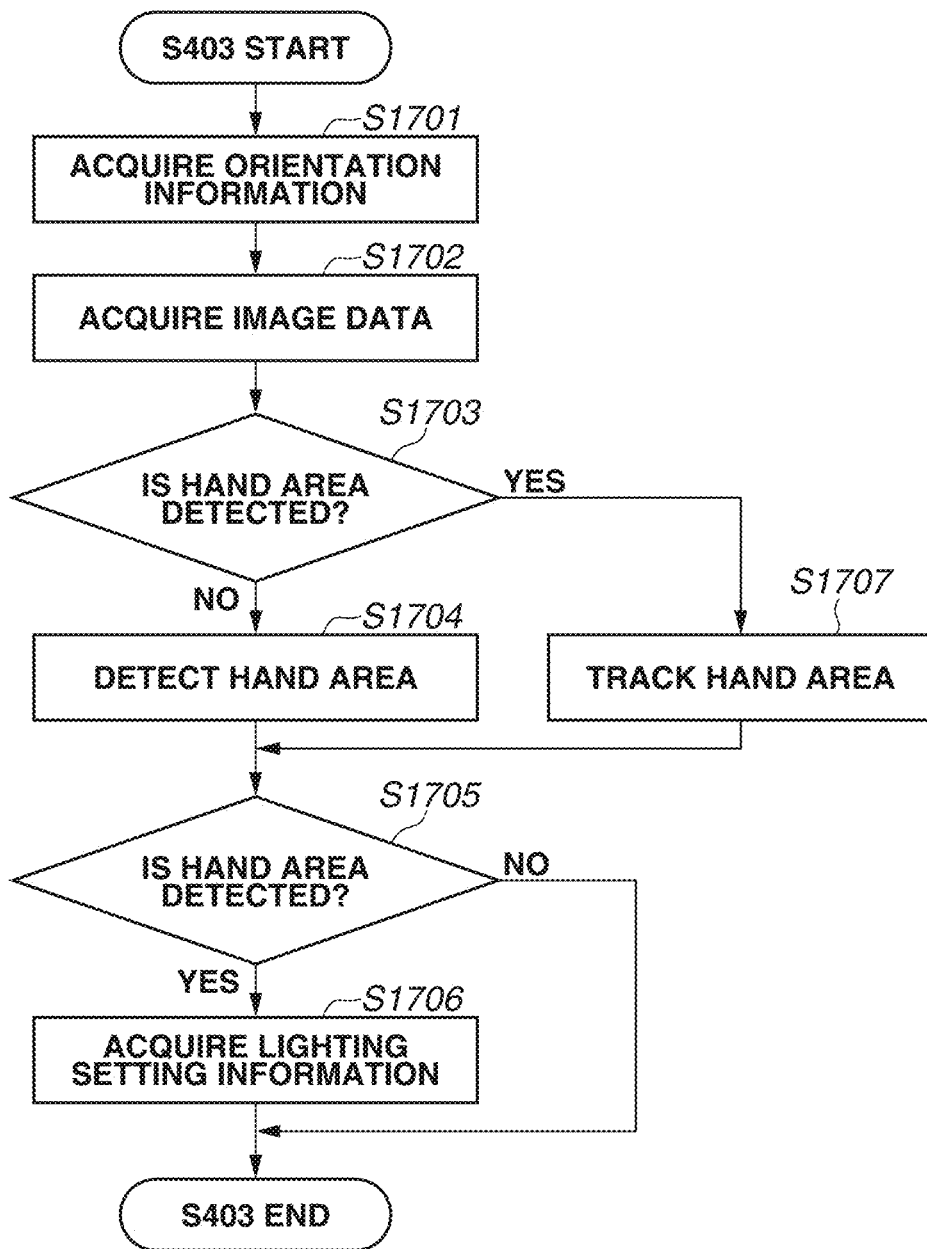 S403 START
S1701
ACQUIRE ORIENTATION
INFORMATION
S1702
ACQUIRE IMAGE DATA
S1703
IS HAND AREA
DETECTED?
YES
NO
S1704
DETECT HAND AREA
S1707
TRACK HAND AREA
S1705
IS HAND AREA
DETECTED?
NO
YES
S1706
ACQUIRE LIGHTING
SETTING INFORMATION
S403 END